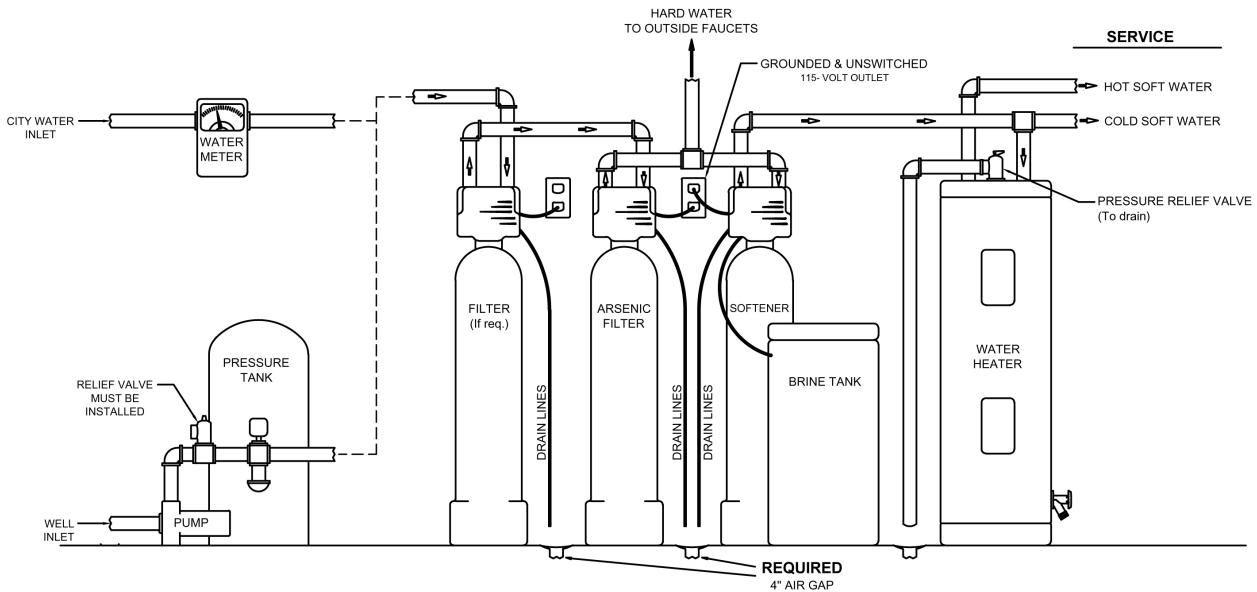 HARD WATER
TO OUTSIDE FAUCETS
SERVICE
GROUNDED & UNSWITCHED
115- VOLT OUTLET
HOT SOFT WATER
CITY WATER
INLET
WATER
METER
COLD SOFT WATER
PRESSURE RELIEF VALVE
(To drain)
FILTER
(If req.)
ARSENIC
FILTER
SOFTENER
WATER
HEATER
PRESSURE
TANK
RELIEF VALVE
MUST BE
INSTALLED
BRINE TANK
DRAIN LINES
DRAIN LINES
DRAIN LINES
WELL
INLET
PUMP
REQUIRED
4" AIR GAP